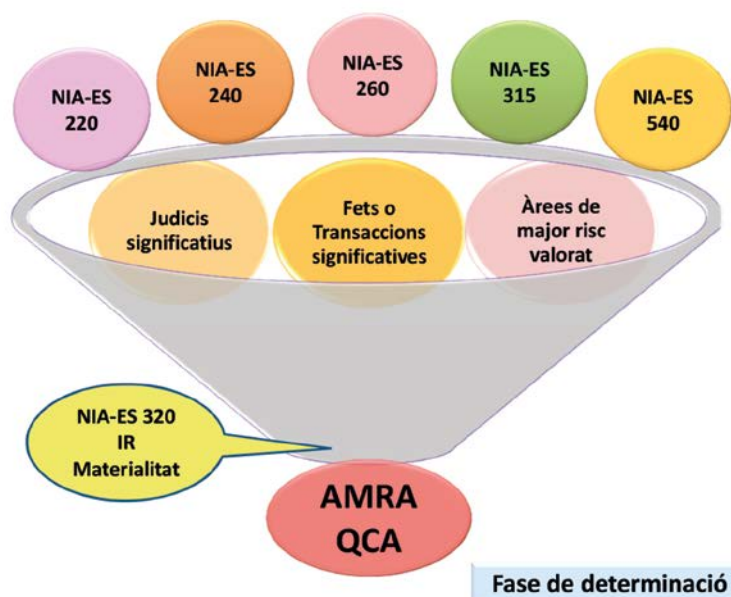 NIA-ES
220
NIA-ES
240
NIA-ES
260
NIA-ES
315
NIA-ES
540
Judicis
significatius
Fets o
Transaccions
significatives
Àrees de
major risc
valorat
NIA-ES 320
IR
Materialitat
AMRA
QCA
Fase de determinació